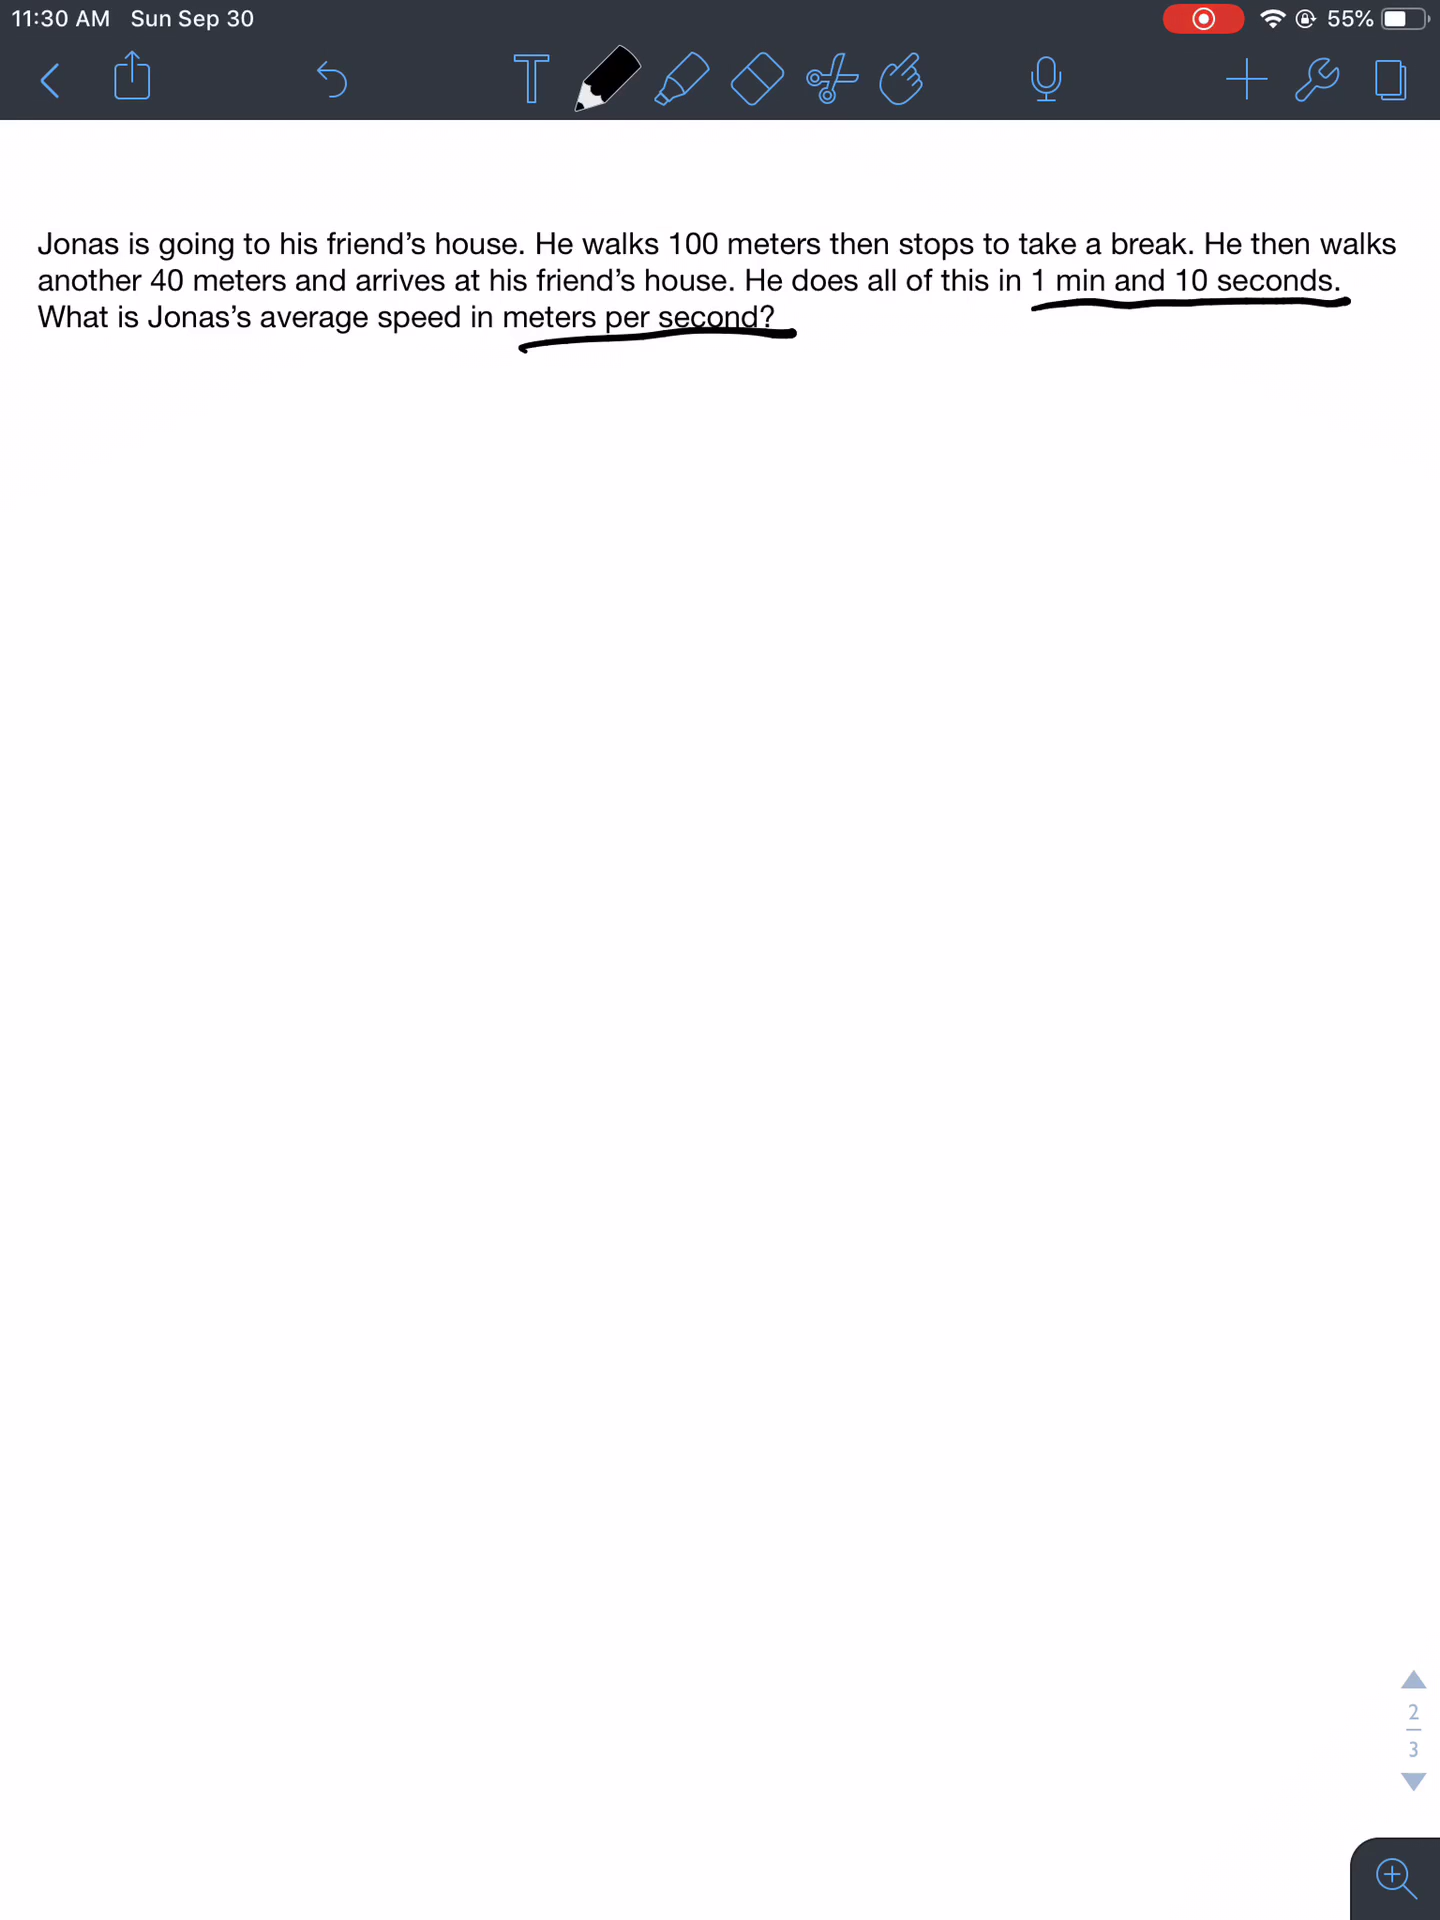 11:30 AM Sun Sep 30 55%
T
Jonas is going to his friend’s house. He walks 100 meters then stops to take a break. He then walks
another 40 meters and arrives at his friend’s house. He does all of this in 1 min and 10 seconds.
What is Jonas’s average speed in meters per second?
2
3